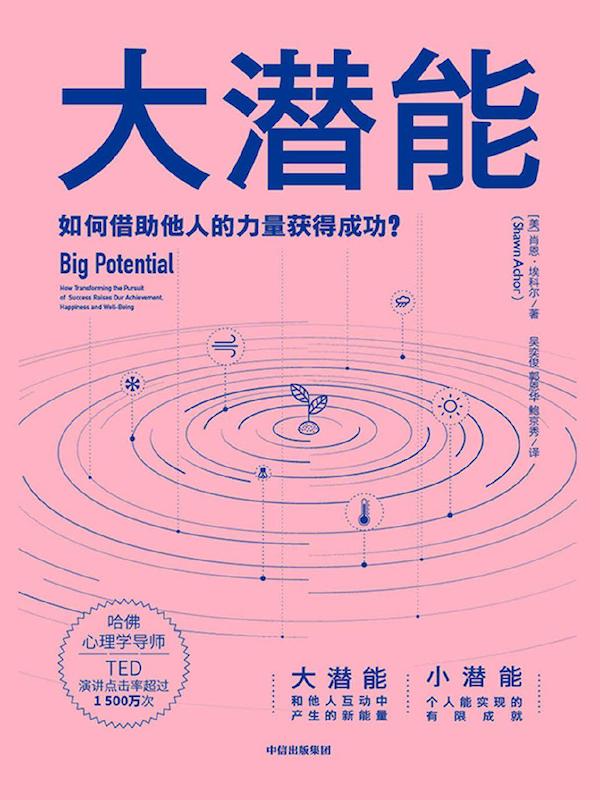 大潜能
如何借助他人的力量获得成功?
Big Potential
How Transforming the Pursuit
of Success Raises Our Achievement,
Happiness and Well-Being
[美] 肖恩·埃科尔/著
(Shawn Achor)
吴奕俊 郭恩华 鲍京秀/译
哈佛
心理学导师
TED
演讲点击率超过
1 500万次
大潜能
和他人互动中
产生的新能量
小潜能
个人能实现的
有限成就
中信出版集团